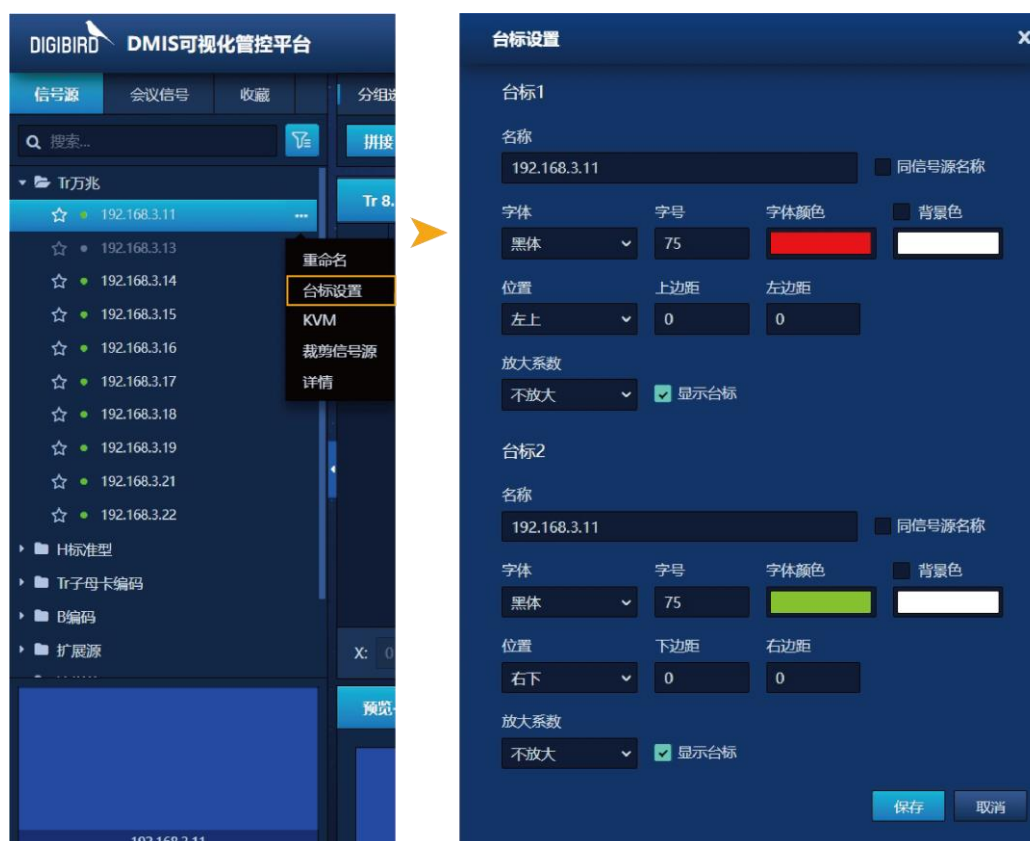 DIGIBIRD DMIS可视化管控平台
信号源 会议信号 收藏
分组
搜索...
拼接
Tr万兆
Tr 8.
192.168.3.11 ...
192.168.3.13
192.168.3.14
192.168.3.15
192.168.3.16
192.168.3.17
192.168.3.18
192.168.3.19
192.168.3.21
192.168.3.22
重命名
台标设置
KVM
裁剪信号源
详情
H标准型
Tr子母卡编码
B编码
扩展源
X: 0
预览
192.168.3.11
台标设置 X
台标1
名称
192.168.3.11 同信号源名称
字体 字号 字体颜色 背景色
黑体 75
位置 上边距 左边距
左上 0 0
放大系数
不放大 显示台标
台标2
名称
192.168.3.11 同信号源名称
字体 字号 字体颜色 背景色
黑体 75
位置 下边距 右边距
右下 0 0
放大系数
不放大 显示台标
保存 取消